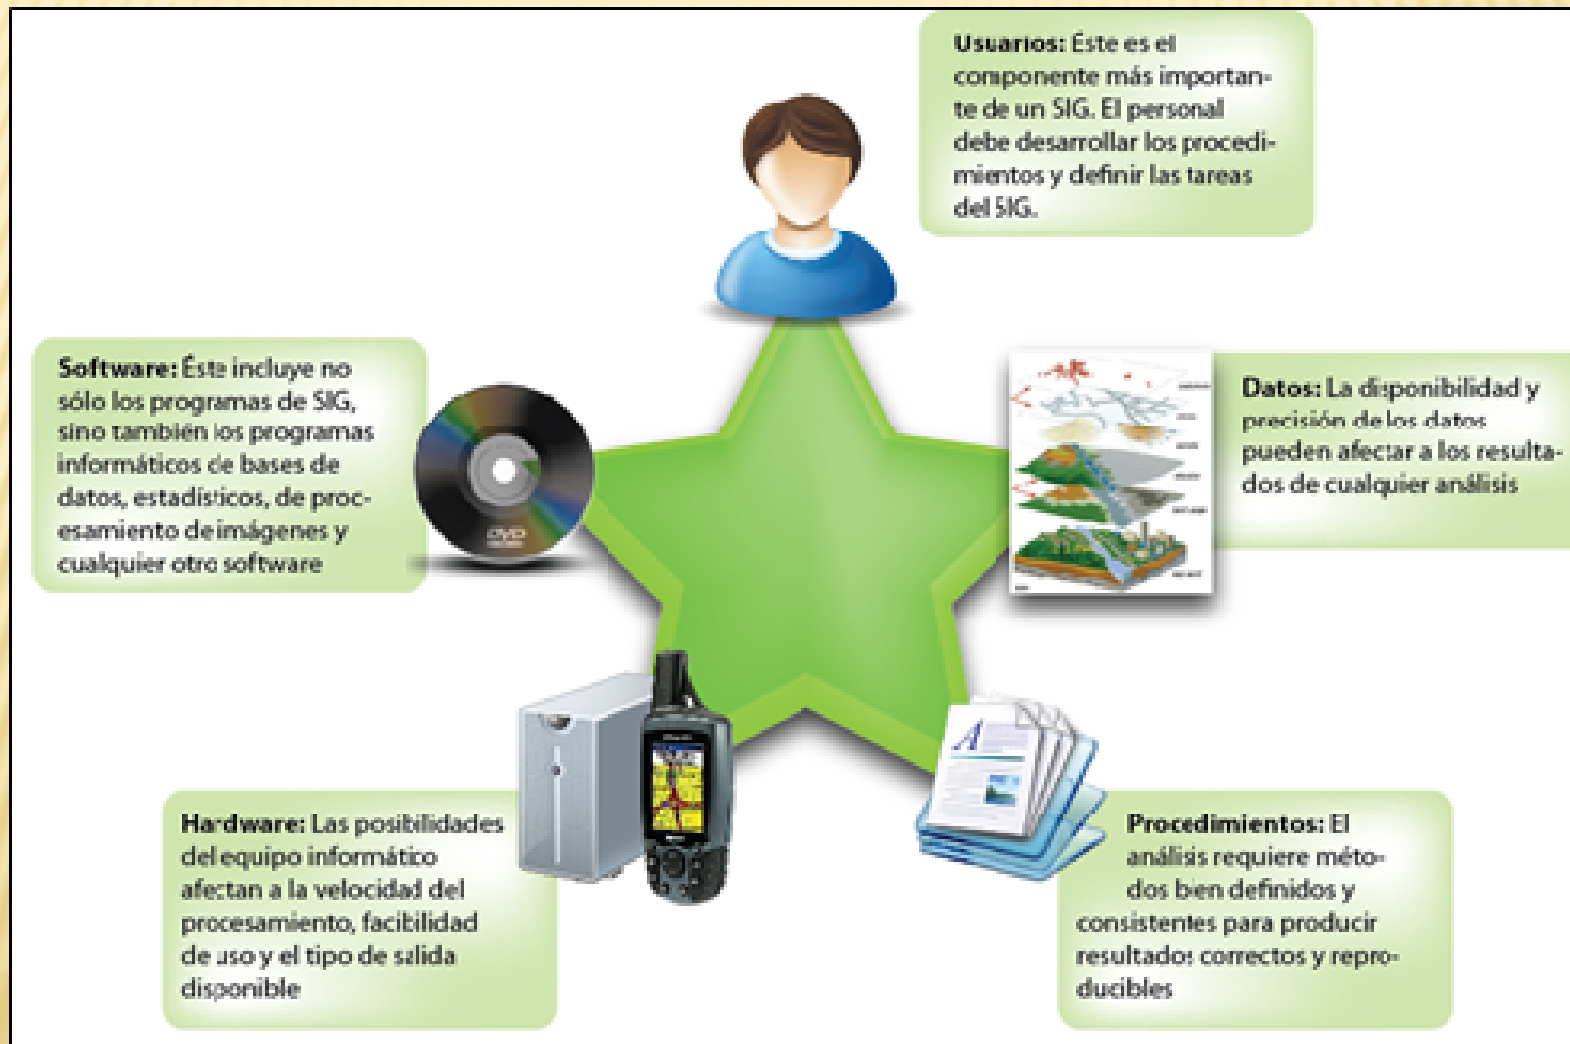 Usuarios: Éste es el
componente más importan-
te de un SIG. El personal
debe desarrollar los procedi-
mientos y definir las tareas
del SIG.
Software: Éste incluye no
sólo los programas de SIG,
sino también los programas
informáticos de bases de
datos, estadísticos, de proc-
esamiento de imágenes y
cualquier otro software
DVD
Datos: La disponibilidad y
precisión de los datos
pueden afectar a los resulta-
dos de cualquier análisis
Hardware: Las posibilidades
del equipo informático
afectan a la velocidad del
procesamiento, facibilidad
de uso y el tipo de salida
disponible
A
Procedimientos: El
análisis requiere méto-
dos bien definidos y
consistentes para producir
resultados correctos y repro-
ducibles